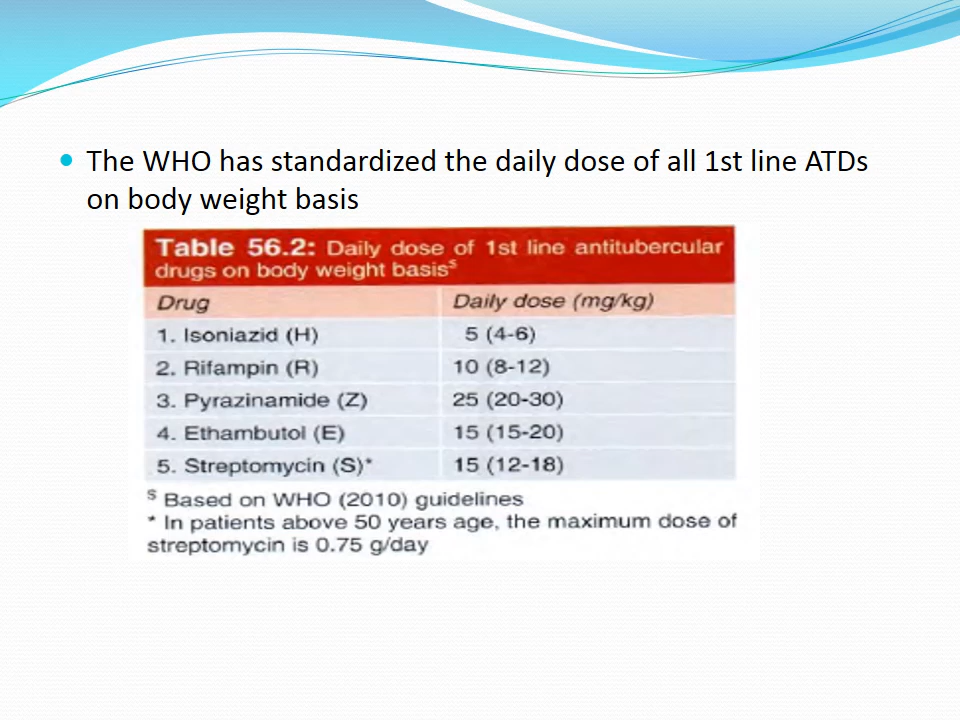 The WHO has standardized the daily dose of all 1st line ATDs
on body weight basis
Table 56.2: Daily dose of 1st line antitubercular
drugs on body weight basis$
Drug Daily dose (mg/kg)
1. Isoniazid (H) 5 (4-6)
2. Rifampin (R) 10 (8-12)
3. Pyrazinamide (Z) 25 (20-30)
4. Ethambutol (E) 15 (15-20)
5. Streptomycin (S)* 15 (12-18)
$ Based on WHO (2010) guidelines
* In patients above 50 years age, the maximum dose of
streptomycin is 0.75 g/day